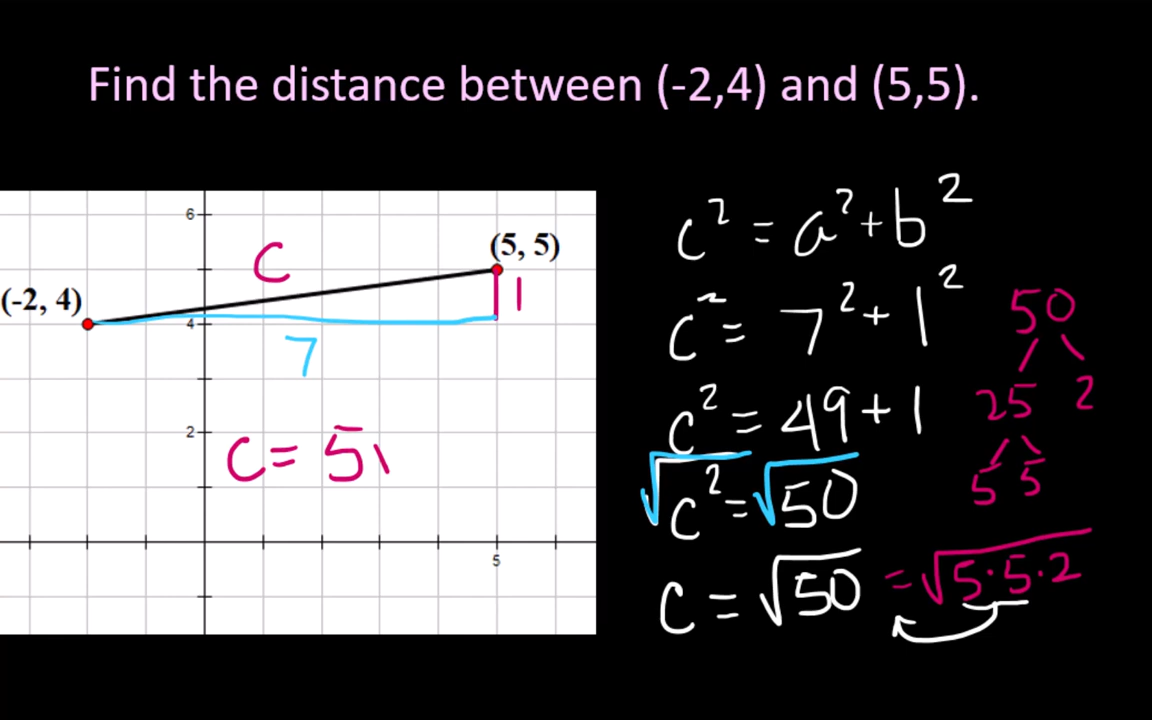 Find the distance between (-2,4) and (5,5).
6
C
(5, 5)
(-2, 4)
1
4
7
2
C = 5
5
c² = a² + b²
c² = 7² + 1²
c² = 49 + 1
√c² = √50
c = √50 = √5·5·2
50
25 2
5 5